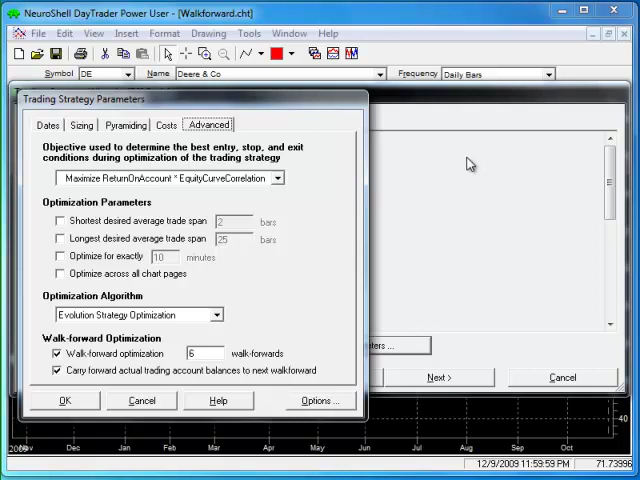 NeuroShell DayTrader Power User - [Walkforward.cht]
File Edit View Insert Format Drawing Tools Window Help
Symbol DE Name Deere & Co Frequency Daily Bars
Trading Strategy Parameters
Dates Sizing Pyramiding Costs Advanced
Objective used to determine the best entry, stop, and exit
conditions during optimization of the trading strategy
Maximize ReturnOnAccount * EquityCurveCorrelation
Optimization Parameters
Shortest desired average trade span 2 bars
Longest desired average trade span 25 bars
Optimize for exactly 10 minutes
Optimize across all chart pages
Optimization Algorithm
Evolution Strategy Optimization
Walk-forward Optimization
Walk-forward optimization 6 walk-forwards
Carry forward actual trading account balances to next walkforward
OK Cancel Help Options ...
Next > Cancel
40
Nov Dec Jan Feb Mar Apr May Jun Jul Aug Sep Oct
12/9/2009 11:59:59 PM 71.73996